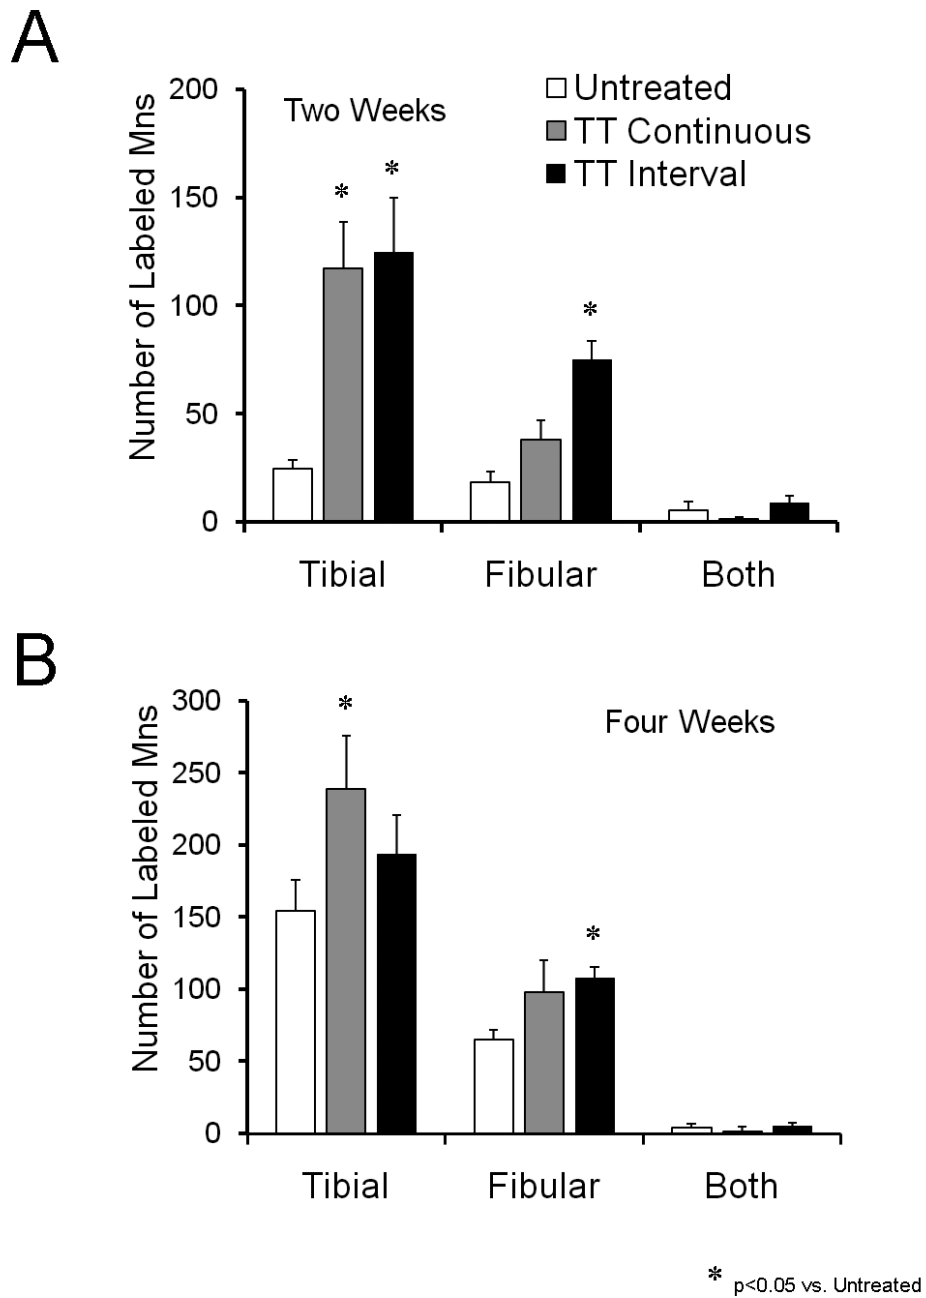 A
Number of Labeled Mns
200
150
100
50
0
Two Weeks
Untreated
TT Continuous
TT Interval
*
*
*
Tibial Fibular Both
B
Number of Labeled Mns
300
250
200
150
100
50
0
Four Weeks
*
*
Tibial Fibular Both
* p<0.05 vs. Untreated